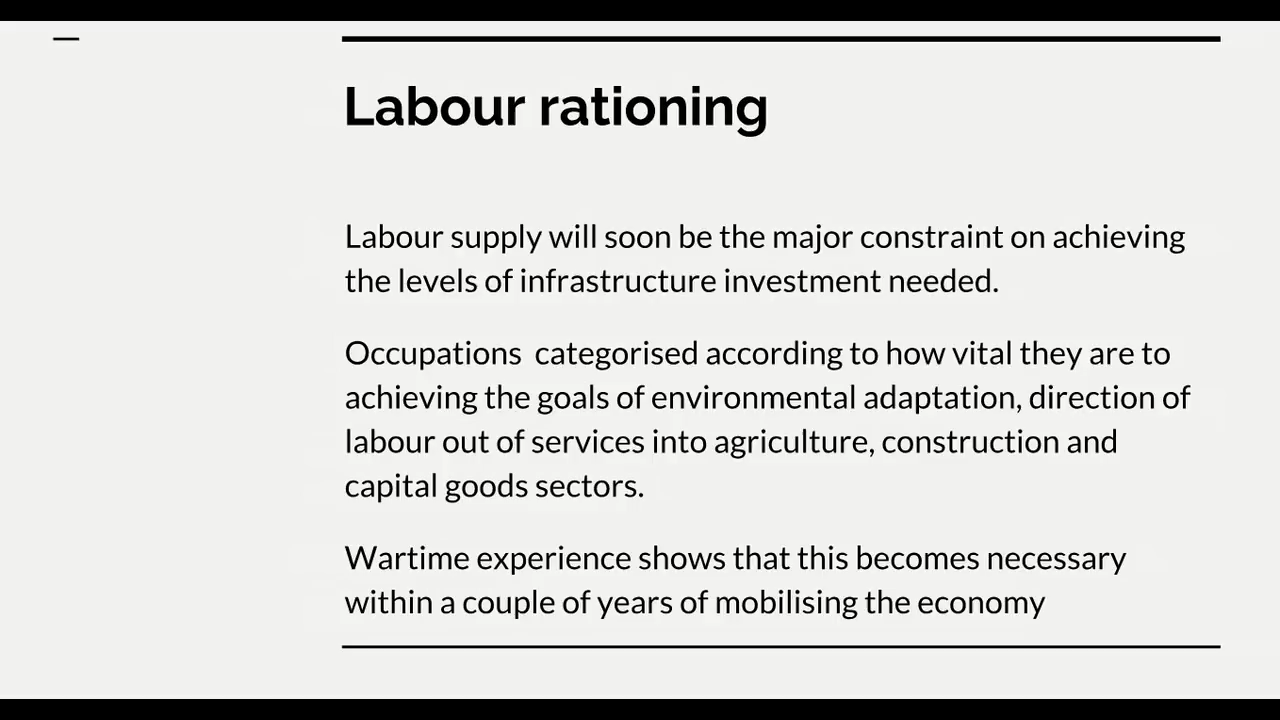 Labour rationing
Labour supply will soon be the major constraint on achieving
the levels of infrastructure investment needed.
Occupations  categorised according to how vital they are to
achieving the goals of environmental adaptation, direction of
labour out of services into agriculture, construction and
capital goods sectors.
Wartime experience shows that this becomes necessary
within a couple of years of mobilising the economy